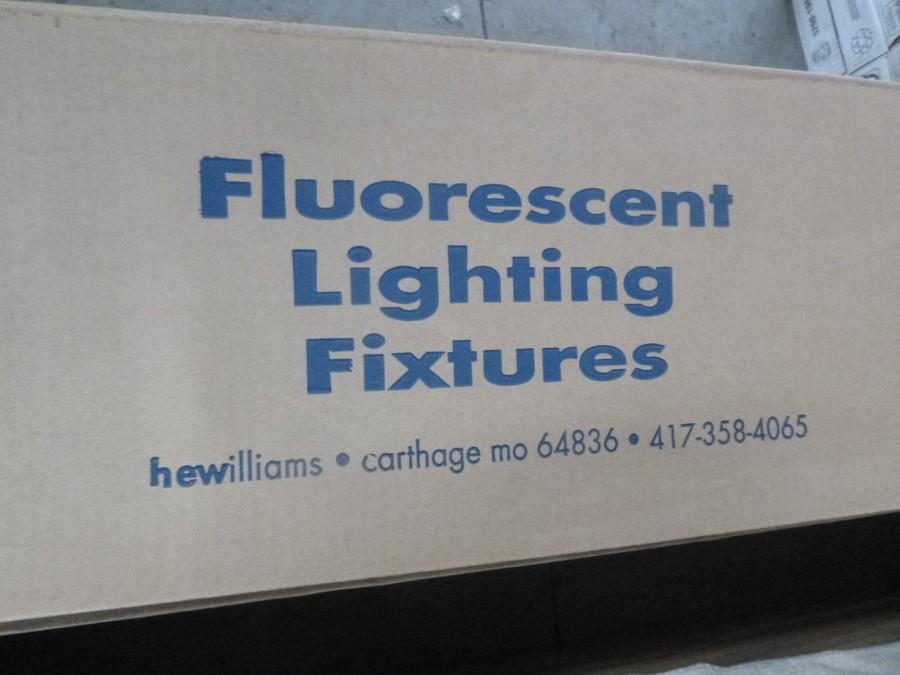 Fluorescent
Lighting
Fixtures
hewilliams • carthage mo 64836 • 417-358-4065